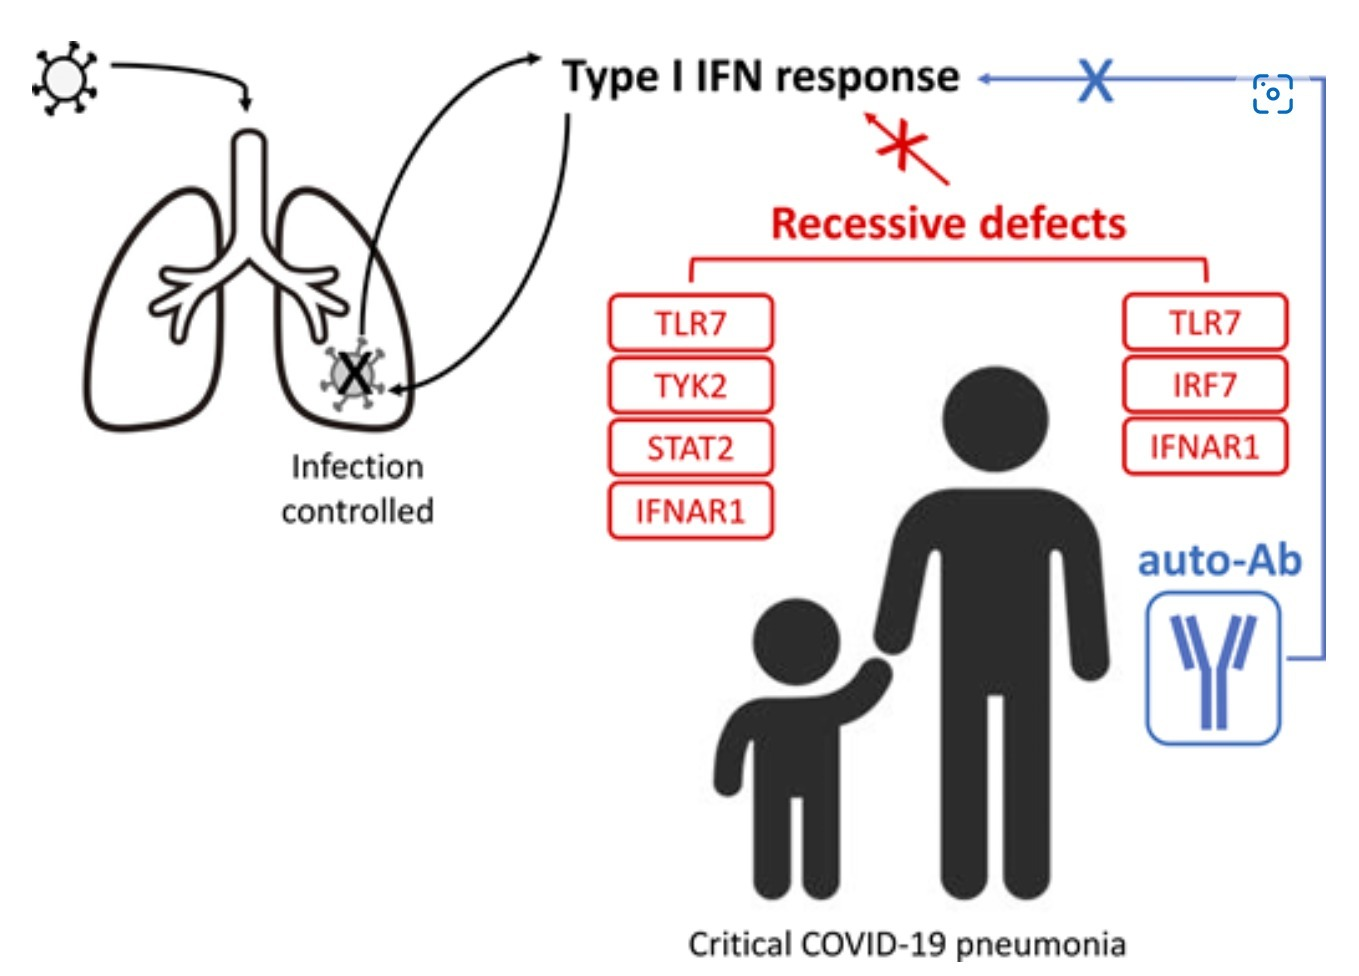 Type I IFN response
X
Recessive defects
TLR7
TYK2
STAT2
IFNAR1
TLR7
IRF7
IFNAR1
X
Infection
controlled
auto-Ab
Critical COVID-19 pneumonia